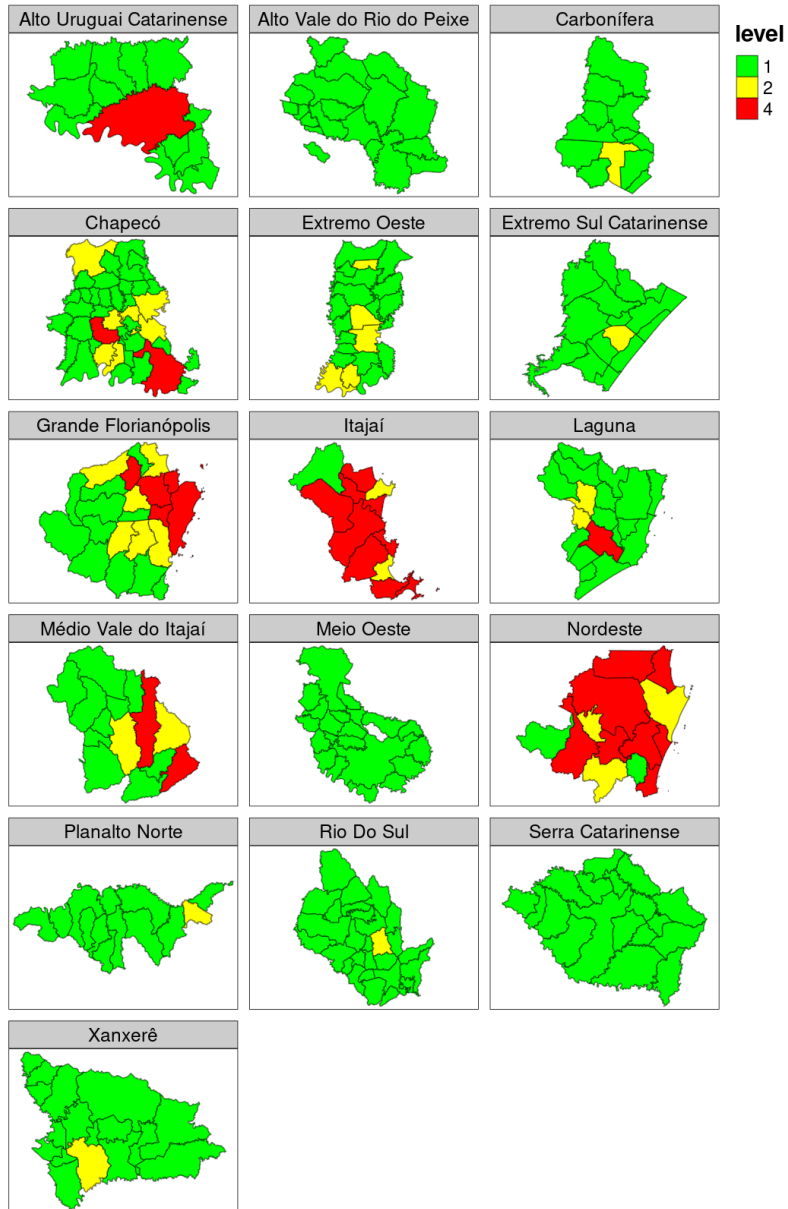 Alto Uruguai Catarinense
Alto Vale do Rio do Peixe
Carbonífera
level
1
2
4
Chapecó
Extremo Oeste
Extremo Sul Catarinense
Grande Florianópolis
Itajaí
Laguna
Médio Vale do Itajaí
Meio Oeste
Nordeste
Planalto Norte
Rio Do Sul
Serra Catarinense
Xanxerê